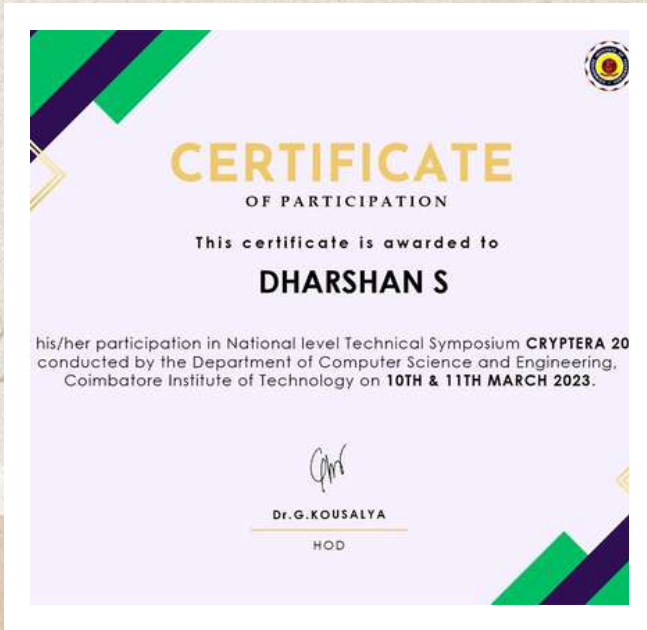 CERTIFICATE
OF PARTICIPATION
This certificate is awarded to
DHARSHAN S
his/her participation in National level Technical Symposium CRYPTERA 20
conducted by the Department of Computer Science and Engineering,
Coimbatore Institute of Technology on 10TH & 11TH MARCH 2023.
Dr.G.KOUSALYA
HOD